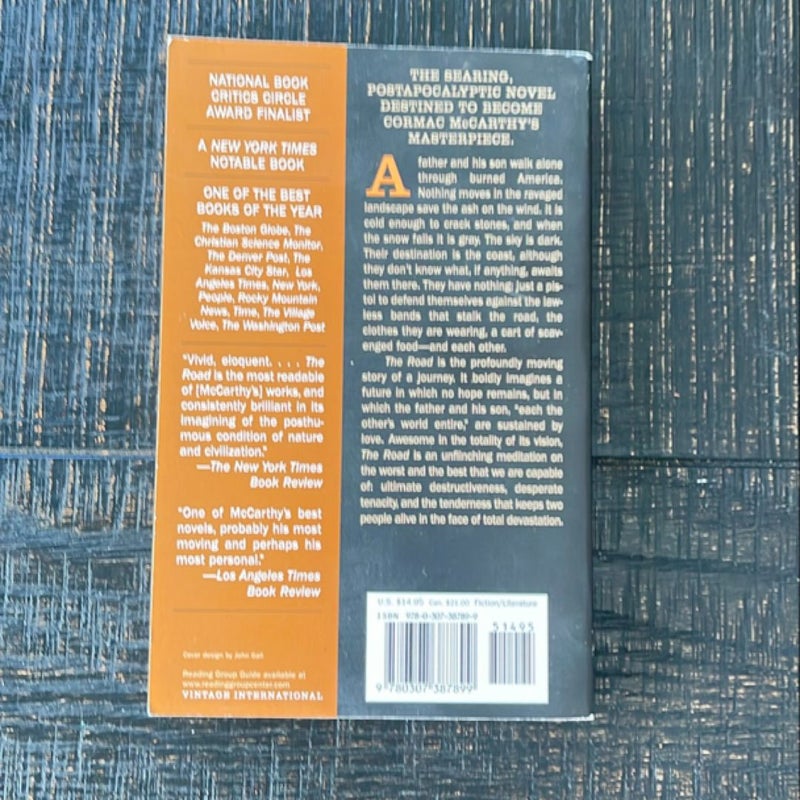 NATIONAL BOOK
CRITICS CIRCLE
AWARD FINALIST
A NEW YORK TIMES
NOTABLE BOOK
ONE OF THE BEST
BOOKS OF THE YEAR
The Boston Globe, The
Christian Science Monitor,
The Denver Post, The
Kansas City Star, Los
Angeles Times, New York,
People, Rocky Mountain
News, Time, The Village
Voice, The Washington Post
"Vivid, eloquent. . . . The
Road is the most readable
of [McCarthy's] works, and
consistently brilliant in its
imagining of the posthu-
mous condition of nature
and civilization."
—The New York Times
Book Review
"One of McCarthy's best
novels, probably his most
moving and perhaps his
most personal."
—Los Angeles Times
Book Review
Cover design by John Gall
Reading Group Guide available at
www.readinggroupcenter.com
VINTAGE INTERNATIONAL
THE SEARING,
POSTAPOCALYPTIC NOVEL
DESTINED TO BECOME
CORMAC McCARTHY'S
MASTERPIECE.
A father and his son walk alone
through burned America.
Nothing moves in the ravaged
landscape save the ash on the wind. It is
cold enough to crack stones, and when
the snow falls it is gray. The sky is dark.
Their destination is the coast, although
they don't know what, if anything, awaits
them there. They have nothing; just a pis-
tol to defend themselves against the law-
less bands that stalk the road, the
clothes they are wearing, a cart of scav-
enged food—and each other.
The Road is the profoundly moving
story of a journey. It boldly imagines a
future in which no hope remains, but in
which the father and his son, "each the
other's world entire," are sustained by
love. Awesome in the totality of its vision,
The Road is an unflinching meditation on
the worst and the best that we are capable
of: ultimate destructiveness, desperate
tenacity, and the tenderness that keeps two
people alive in the face of total devastation.
U.S. $14.95 Can. $21.00 Fiction/Literature
ISBN 978-0-307-38789-9
51495
9 780307 387899